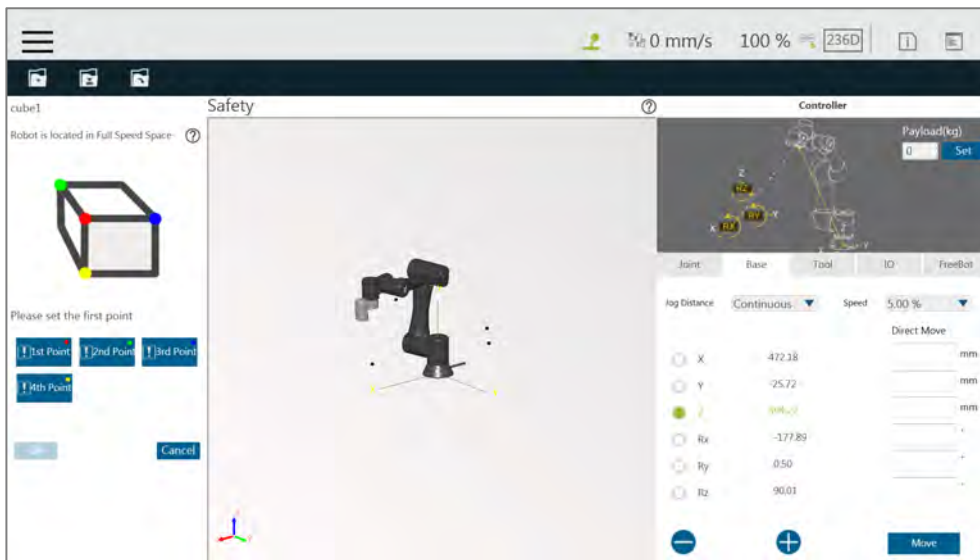 0 mm/s 100 % 236D
cube1
Safety
Controller
Robot is located in Full Speed Space
Payload(kg)
0 Set
Z
RZ
X RX RY Y
Joint Base Tool IO FreeBot
Jog Distance Continuous Speed 5.00 %
Direct Move
Please set the first point
1st Point 2nd Point 3rd Point
4th Point
Cancel
X 472.18 mm
Y -25.72 mm
Z mm
Rx -177.89 °
Ry 0.50 °
Rz 90.01 °
Move